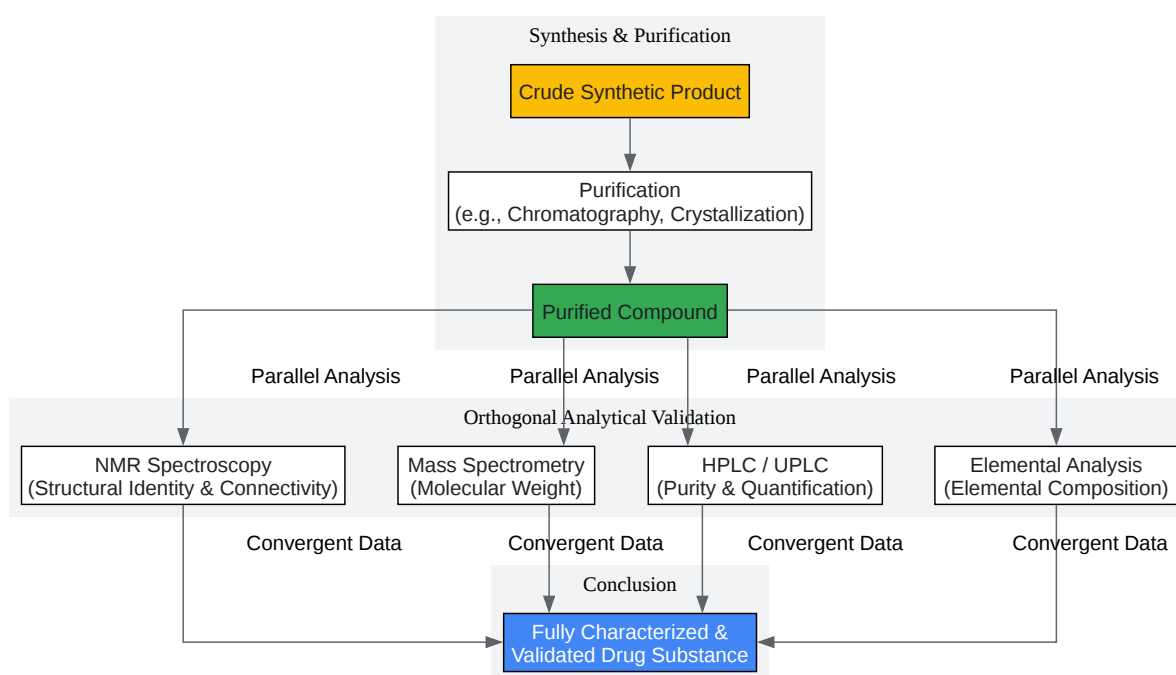 Synthesis & Purification
Crude Synthetic Product
Purification
(e.g., Chromatography, Crystallization)
Purified Compound
Parallel Analysis
Parallel Analysis
Parallel Analysis
Parallel Analysis
Orthogonal Analytical Validation
NMR Spectroscopy
(Structural Identity & Connectivity)
Mass Spectrometry
(Molecular Weight)
HPLC / UPLC
(Purity & Quantification)
Elemental Analysis
(Elemental Composition)
Convergent Data
Convergent Data
Convergent Data
Convergent Data
Conclusion
Fully Characterized &
Validated Drug Substance